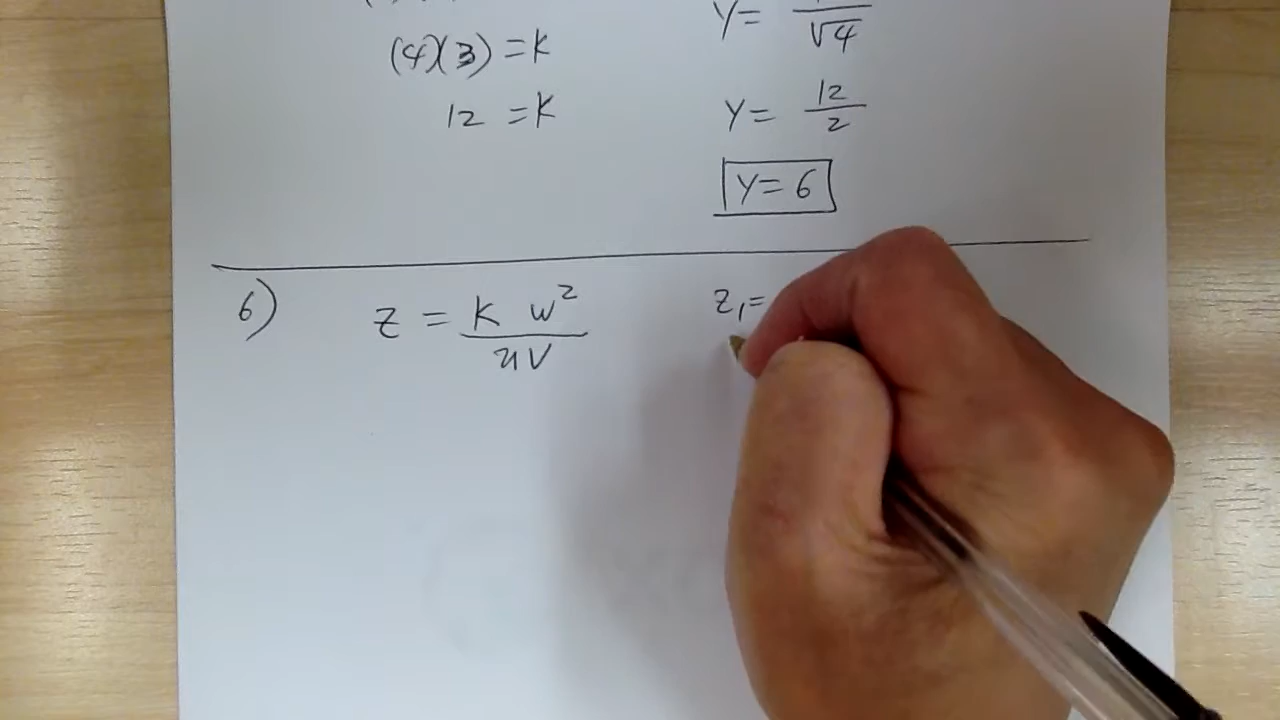 (4)(3) = K
12 = K
Y =
√4
Y = 12/2
Y = 6
6)
z = K w²
uv
z₁ =